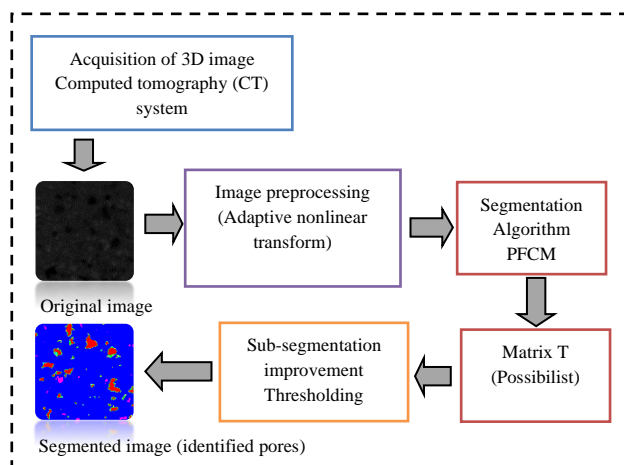 Acquisition of 3D image
Computed tomography (CT)
system
Original image
Image preprocessing
(Adaptive nonlinear
transform)
Segmentation
Algorithm
PFCM
Matrix T
(Possibilist)
Sub-segmentation
improvement
Thresholding
Segmented image (identified pores)